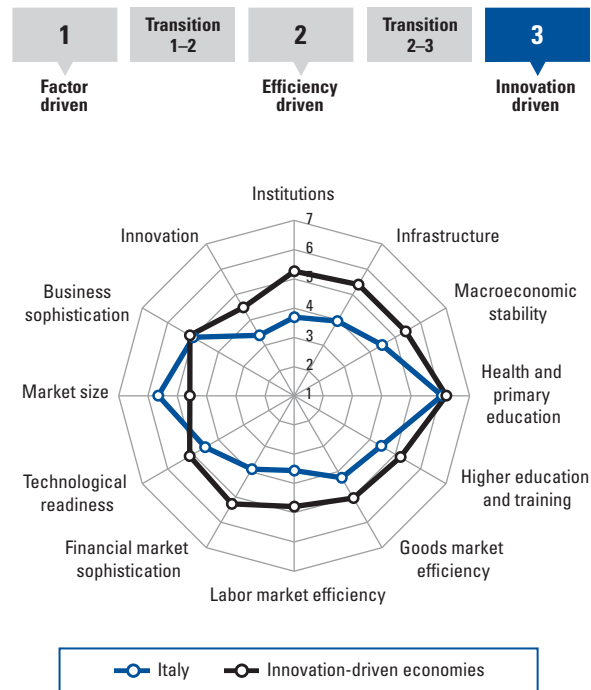 1
Transition
1–2
2
Transition
2–3
3
Factor
driven
Efficiency
driven
Innovation
driven
Institutions
7
Innovation
6
Infrastructure
5
Business
sophistication
4
Macroeconomic
stability
3
2
Market size
1
Health and
primary
education
Technological
readiness
Higher education
and training
Financial market
sophistication
Goods market
efficiency
Labor market efficiency
Italy
Innovation-driven economies